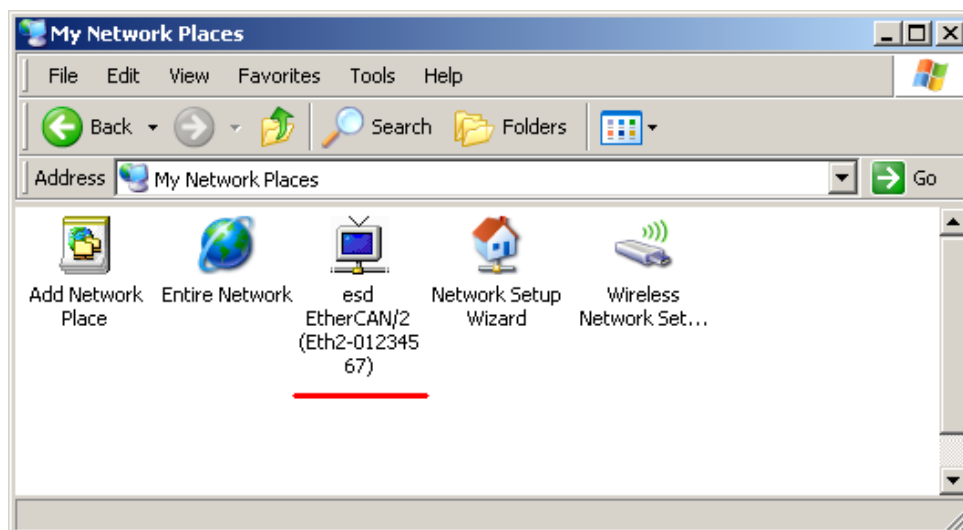 My Network Places
File Edit View Favorites Tools Help
Back Search Folders
Address My Network Places Go
Add Network Place
Entire Network
esd
EtherCAN/2
(Eth2-012345
67)
Network Setup
Wizard
Wireless
Network Set...